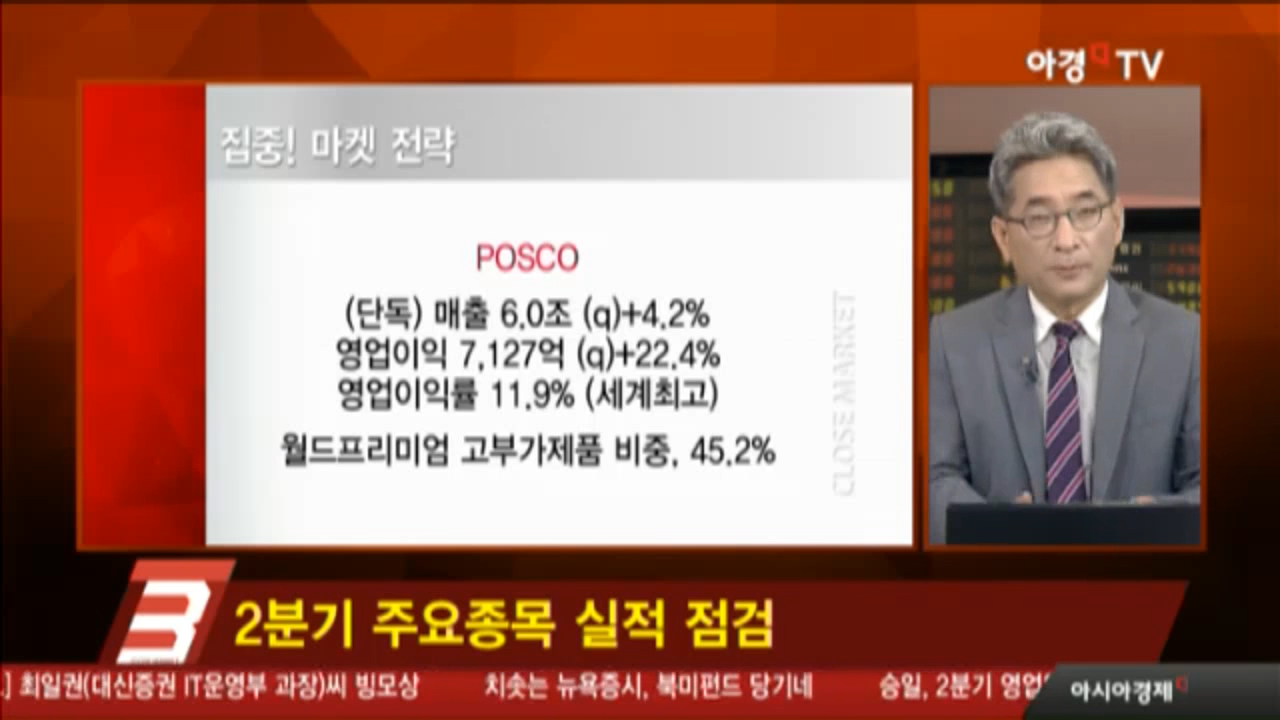 아경 TV
집중! 마켓 전략
POSCO
(단독) 매출 6.0조 (q)+4.2%
영업이익 7,127억 (q)+22.4%
영업이익률 11.9% (세계최고)
월드프리미엄 고부가제품 비중, 45.2%
CLOSE MARKET
3
2분기 주요종목 실적 점검
.] 최일권(대신증권 IT운영부 과장)씨 빙모상 치솟는 뉴욕증시, 북미펀드 당기네 승일, 2분기 영업
아시아경제